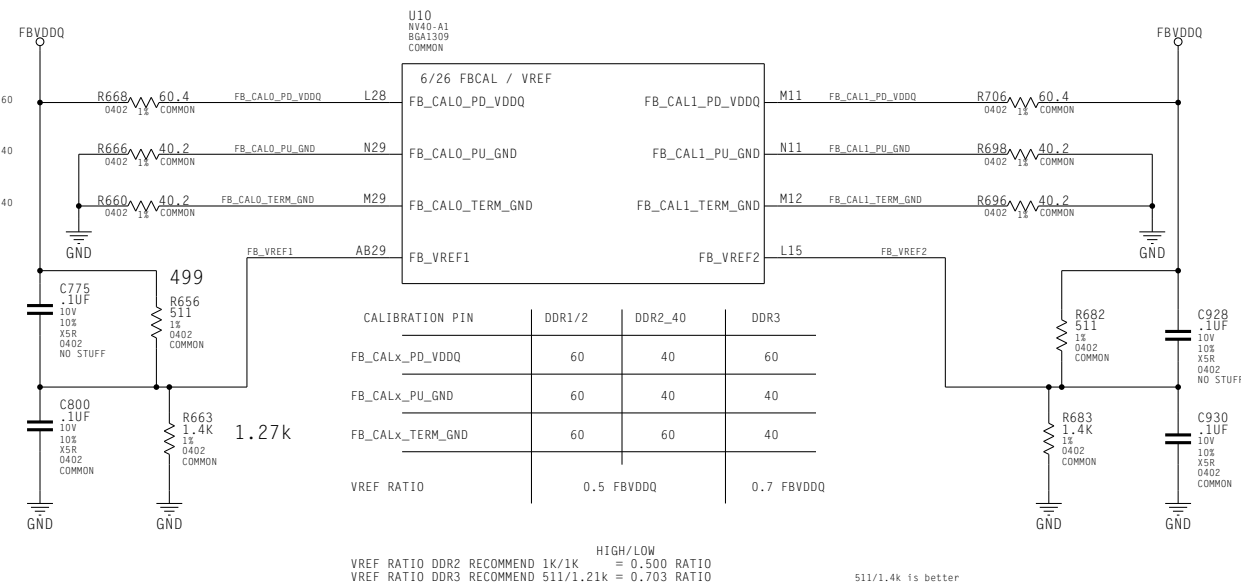 U10
NV40-A1
BGA1309
COMMON
FBVDDQ
FBVDDQ
6/26 FBCAL / VREF
60
R668 60.4
0402 1% COMMON
FB_CAL0_PD_VDDQ
L28
FB_CAL0_PD_VDDQ
FB_CAL1_PD_VDDQ
M11
FB_CAL1_PD_VDDQ
R706 60.4
0402 1% COMMON
40
R666 40.2
0402 1% COMMON
FB_CAL0_PU_GND
N29
FB_CAL0_PU_GND
FB_CAL1_PU_GND
N11
FB_CAL1_PU_GND
R698 40.2
0402 1% COMMON
40
R660 40.2
0402 1% COMMON
FB_CAL0_TERM_GND
M29
FB_CAL0_TERM_GND
FB_CAL1_TERM_GND
M12
FB_CAL1_TERM_GND
R696 40.2
0402 1% COMMON
GND
GND
FB_VREF1
AB29
FB_VREF1
FB_VREF2
L15
FB_VREF2
C775
.1UF
10V
10%
X5R
0402
NO STUFF
499
R656
511
1%
0402
COMMON
R682
511
1%
0402
COMMON
C928
.1UF
10V
10%
X5R
0402
NO STUFF
C800
.1UF
10V
10%
X5R
0402
COMMON
R663
1.4K
1%
0402
COMMON
1.27k
R683
1.4K
1%
0402
COMMON
C930
.1UF
10V
10%
X5R
0402
COMMON
GND
GND
GND
GND
CALIBRATION PIN DDR1/2 DDR2_40 DDR3
FB_CALx_PD_VDDQ 60 40 60
FB_CALx_PU_GND 60 40 40
FB_CALx_TERM_GND 60 60 40
VREF RATIO 0.5 FBVDDQ 0.7 FBVDDQ
HIGH/LOW
VREF RATIO DDR2 RECOMMEND 1K/1K = 0.500 RATIO
VREF RATIO DDR3 RECOMMEND 511/1.21k = 0.703 RATIO
511/1.4k is better